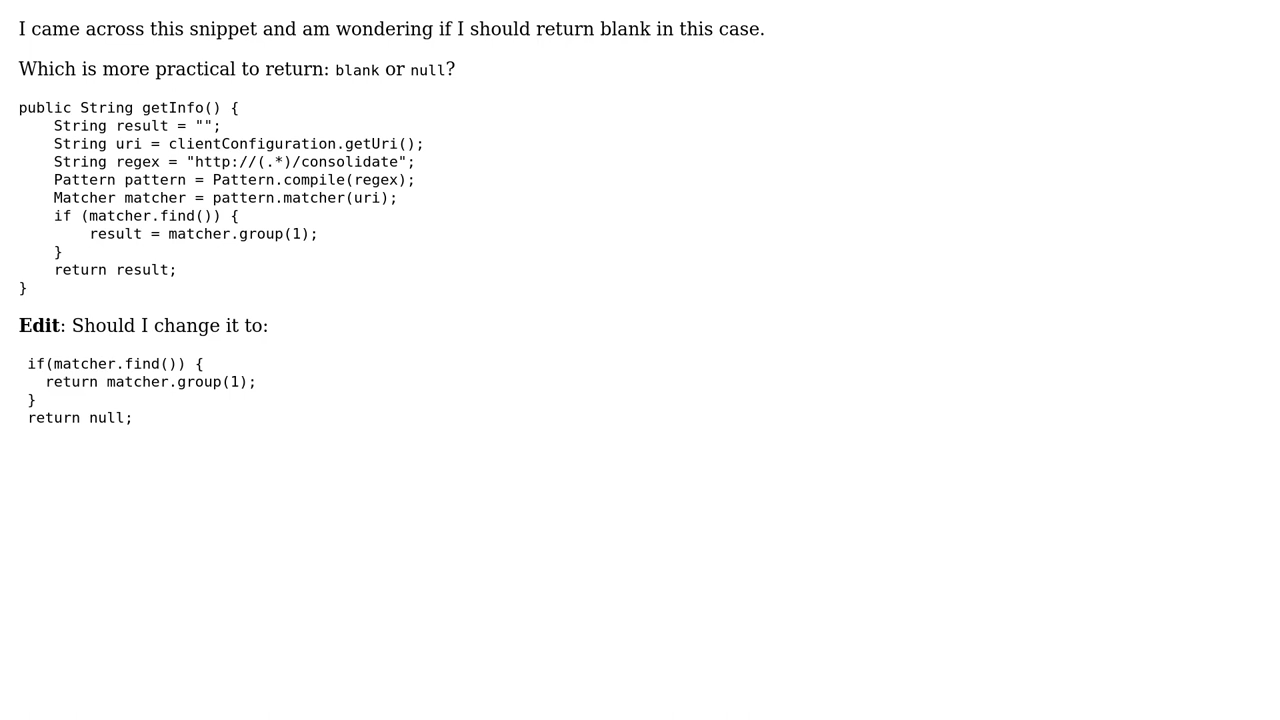 I came across this snippet and am wondering if I should return blank in this case.
Which is more practical to return: blank or null?
public String getInfo() {
    String result = "";
    String uri = clientConfiguration.getUri();
    String regex = "http://(.*)/consolidate";
    Pattern pattern = Pattern.compile(regex);
    Matcher matcher = pattern.matcher(uri);
    if (matcher.find()) {
        result = matcher.group(1);
    }
    return result;
}
Edit: Should I change it to:
 if(matcher.find()) {
   return matcher.group(1);
 }
 return null;